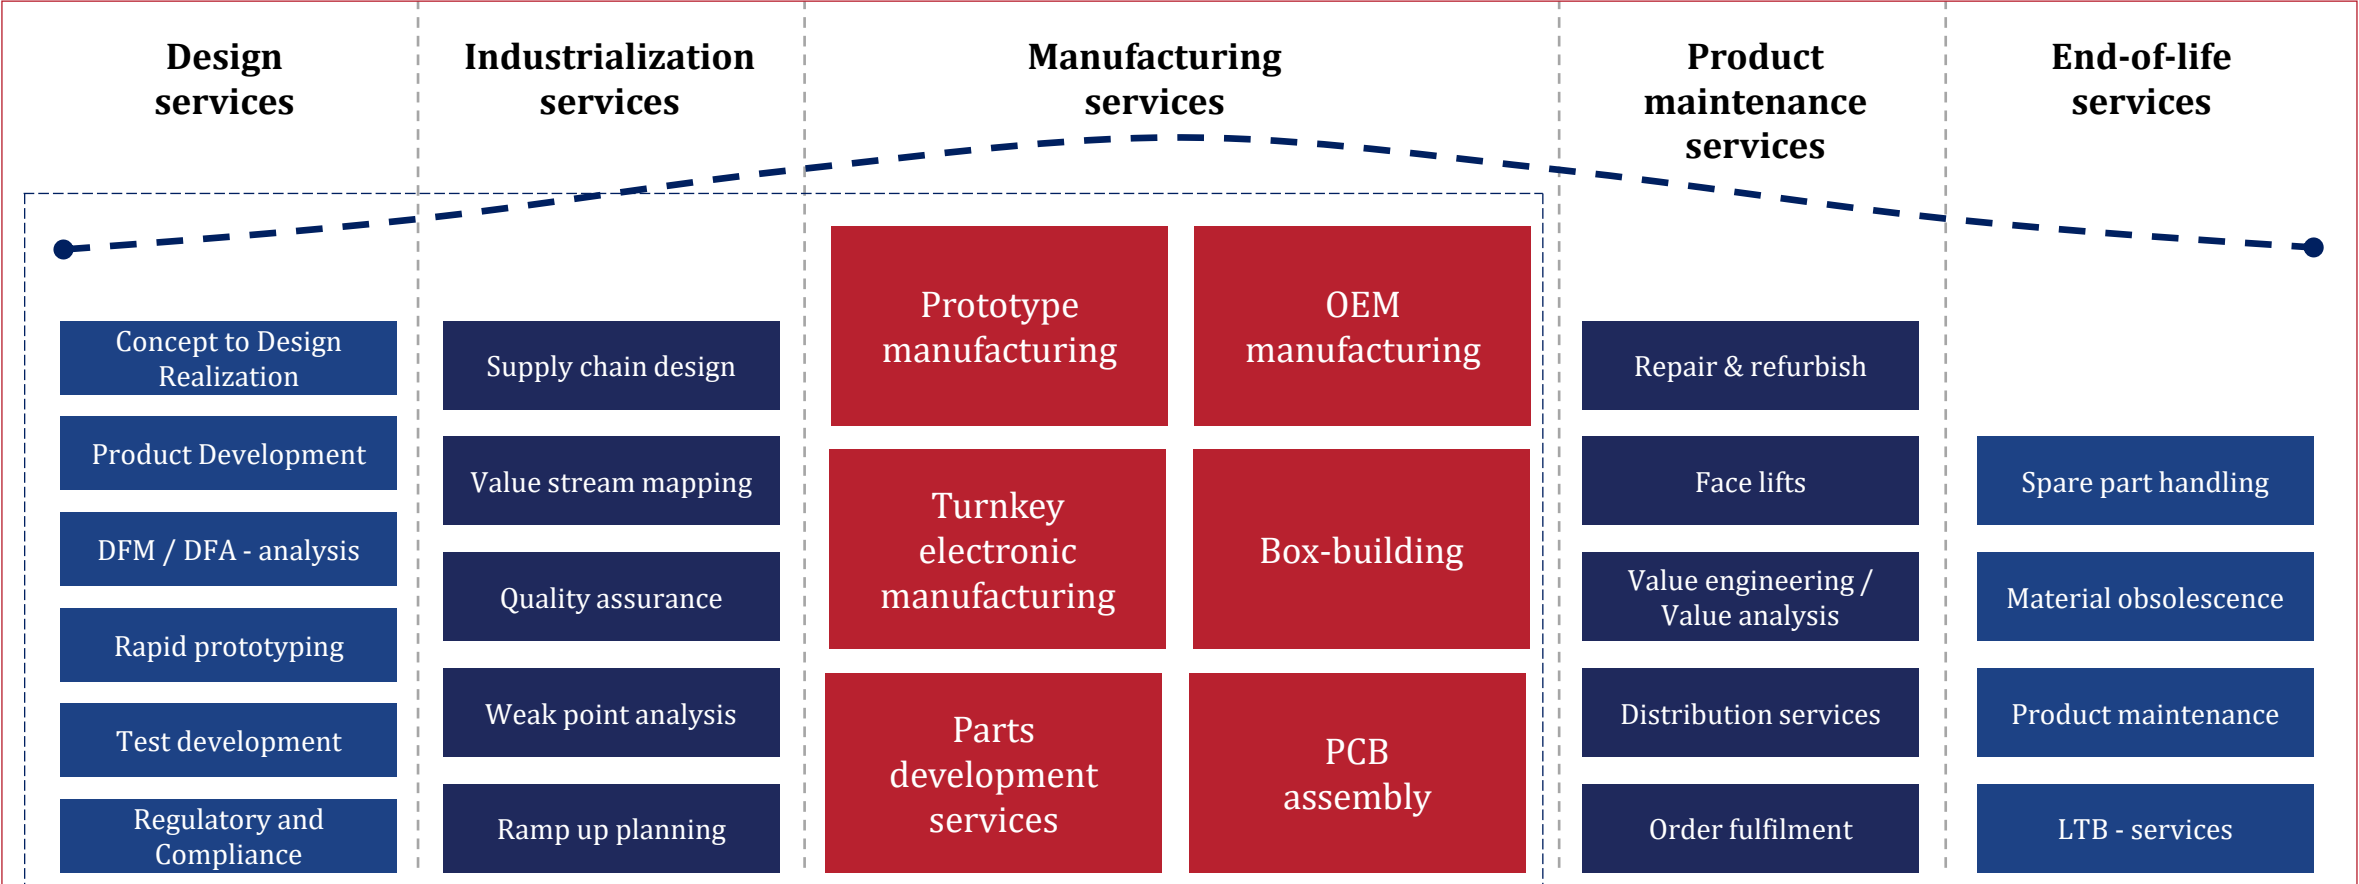 Design
services
Industrialization
services
Manufacturing
services
Product
maintenance
services
End-of-life
services
Concept to Design
Realization
Product Development
DFM / DFA - analysis
Rapid prototyping
Test development
Regulatory and
Compliance
Supply chain design
Value stream mapping
Quality assurance
Weak point analysis
Ramp up planning
Prototype
manufacturing
OEM
manufacturing
Turnkey
electronic
manufacturing
Box-building
Parts
development
services
PCB
assembly
Repair & refurbish
Face lifts
Value engineering /
Value analysis
Distribution services
Order fulfilment
Spare part handling
Material obsolescence
Product maintenance
LTB - services